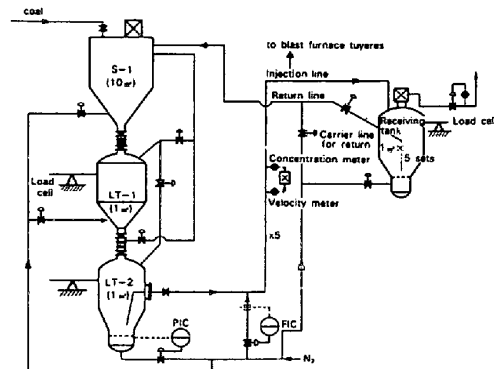 coal
S-1
(10㎥)
to blast furnace tuyeres
Injection line
Return line
Receiving
tank
1㎥
5 sets
Load cell
Carrier line
for return
Concentration meter
Velocity meter
x5
Load
cell
LT-1
(1㎥)
LT-2
(1㎥)
PIC
FIC
N₂